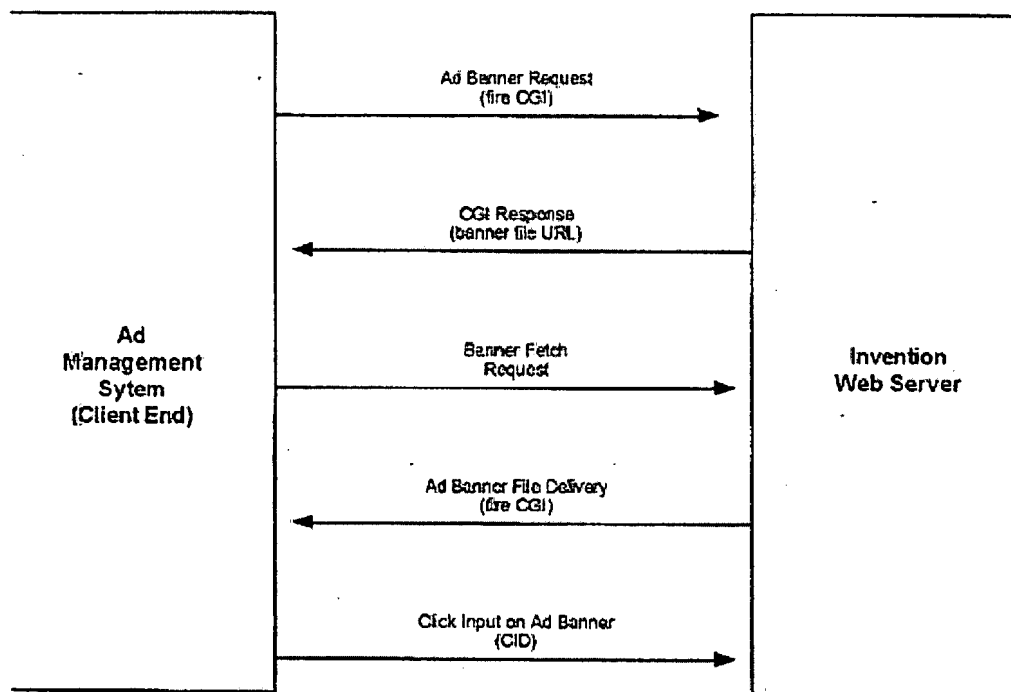 Ad Banner Request
(fire CGI)
CGI Response
(banner file URL)
Ad
Management
Sytem
(Client End)
Banner Fetch
Request
Invention
Web Server
Ad Banner File Delivery
(fire CGI)
Click Input on Ad Banner
(CID)